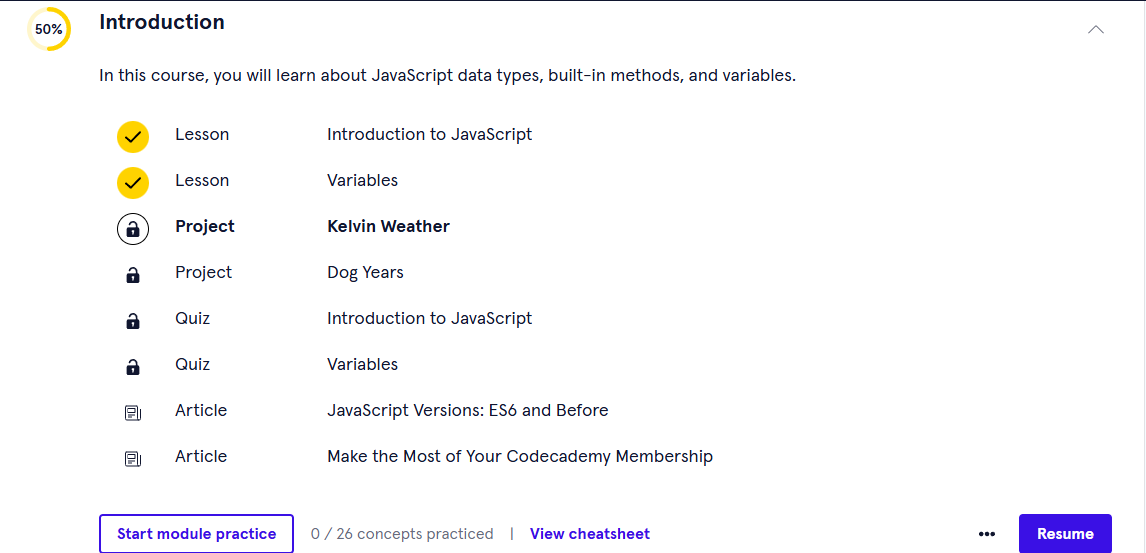 50% Introduction
In this course, you will learn about JavaScript data types, built-in methods, and variables.
Lesson Introduction to JavaScript
Lesson Variables
Project Kelvin Weather
Project Dog Years
Quiz Introduction to JavaScript
Quiz Variables
Article JavaScript Versions: ES6 and Before
Article Make the Most of Your Codecademy Membership
Start module practice 0 / 26 concepts practiced | View cheatsheet ••• Resume